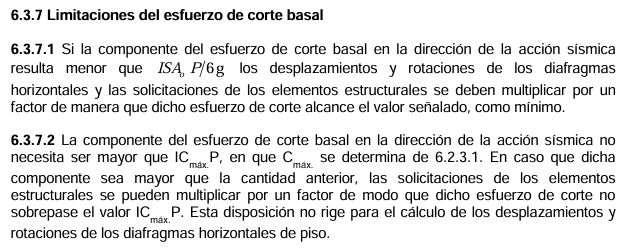 6.3.7 Limitaciones del esfuerzo de corte basal
6.3.7.1 Si la componente del esfuerzo de corte basal en la dirección de la acción sísmica
resulta menor que ISAₒ P/6g los desplazamientos y rotaciones de los diafragmas
horizontales y las solicitaciones de los elementos estructurales se deben multiplicar por un
factor de manera que dicho esfuerzo de corte alcance el valor señalado, como mínimo.
6.3.7.2 La componente del esfuerzo de corte basal en la dirección de la acción sísmica no
necesita ser mayor que ICmáx.P, en que Cmáx. se determina de 6.2.3.1. En caso que dicha
componente sea mayor que la cantidad anterior, las solicitaciones de los elementos
estructurales se pueden multiplicar por un factor de modo que dicho esfuerzo de corte no
sobrepase el valor ICmáx.P. Esta disposición no rige para el cálculo de los desplazamientos y
rotaciones de los diafragmas horizontales de piso.